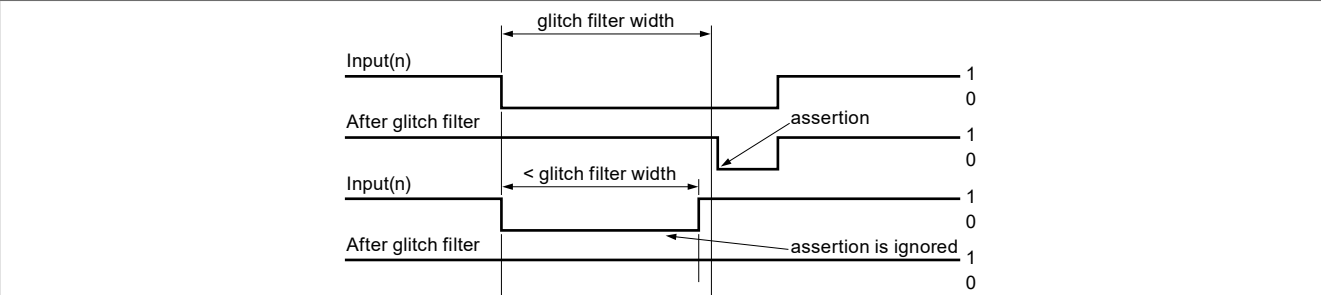 glitch filter width
Input(n)
1
0
After glitch filter
assertion
1
0
Input(n)
< glitch filter width
1
0
After glitch filter
assertion is ignored
1
0